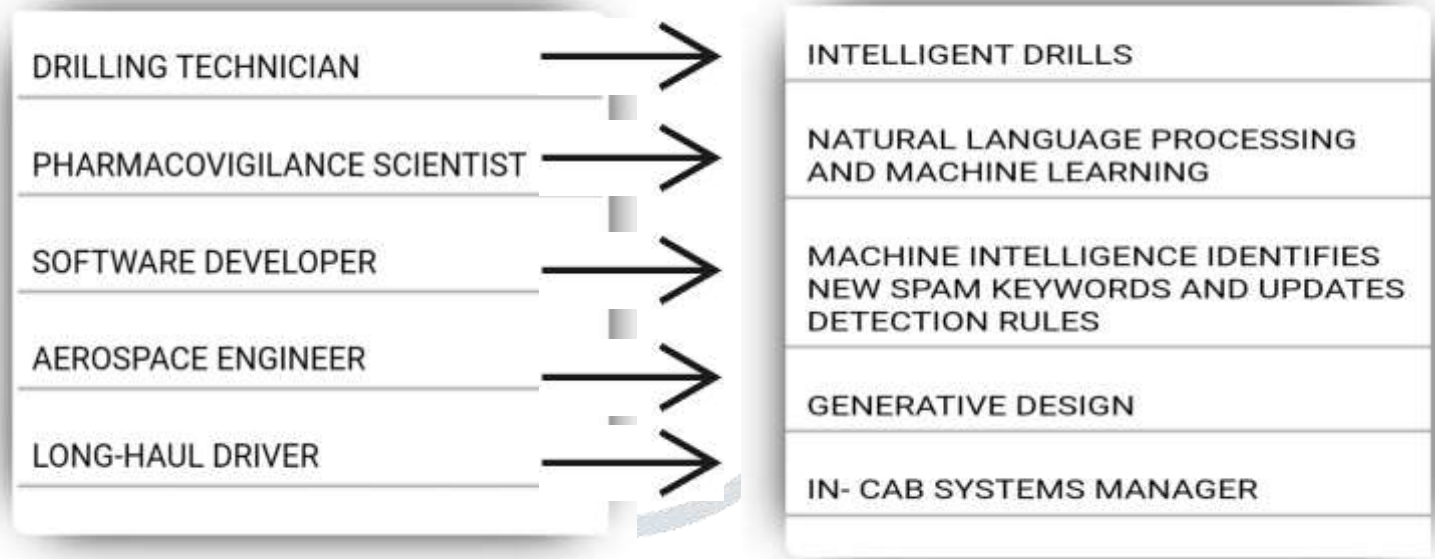 DRILLING TECHNICIAN
PHARMACOVIGILANCE SCIENTIST
SOFTWARE DEVELOPER
AEROSPACE ENGINEER
LONG-HAUL DRIVER
INTELLIGENT DRILLS
NATURAL LANGUAGE PROCESSING
AND MACHINE LEARNING
MACHINE INTELLIGENCE IDENTIFIES
NEW SPAM KEYWORDS AND UPDATES
DETECTION RULES
GENERATIVE DESIGN
IN- CAB SYSTEMS MANAGER